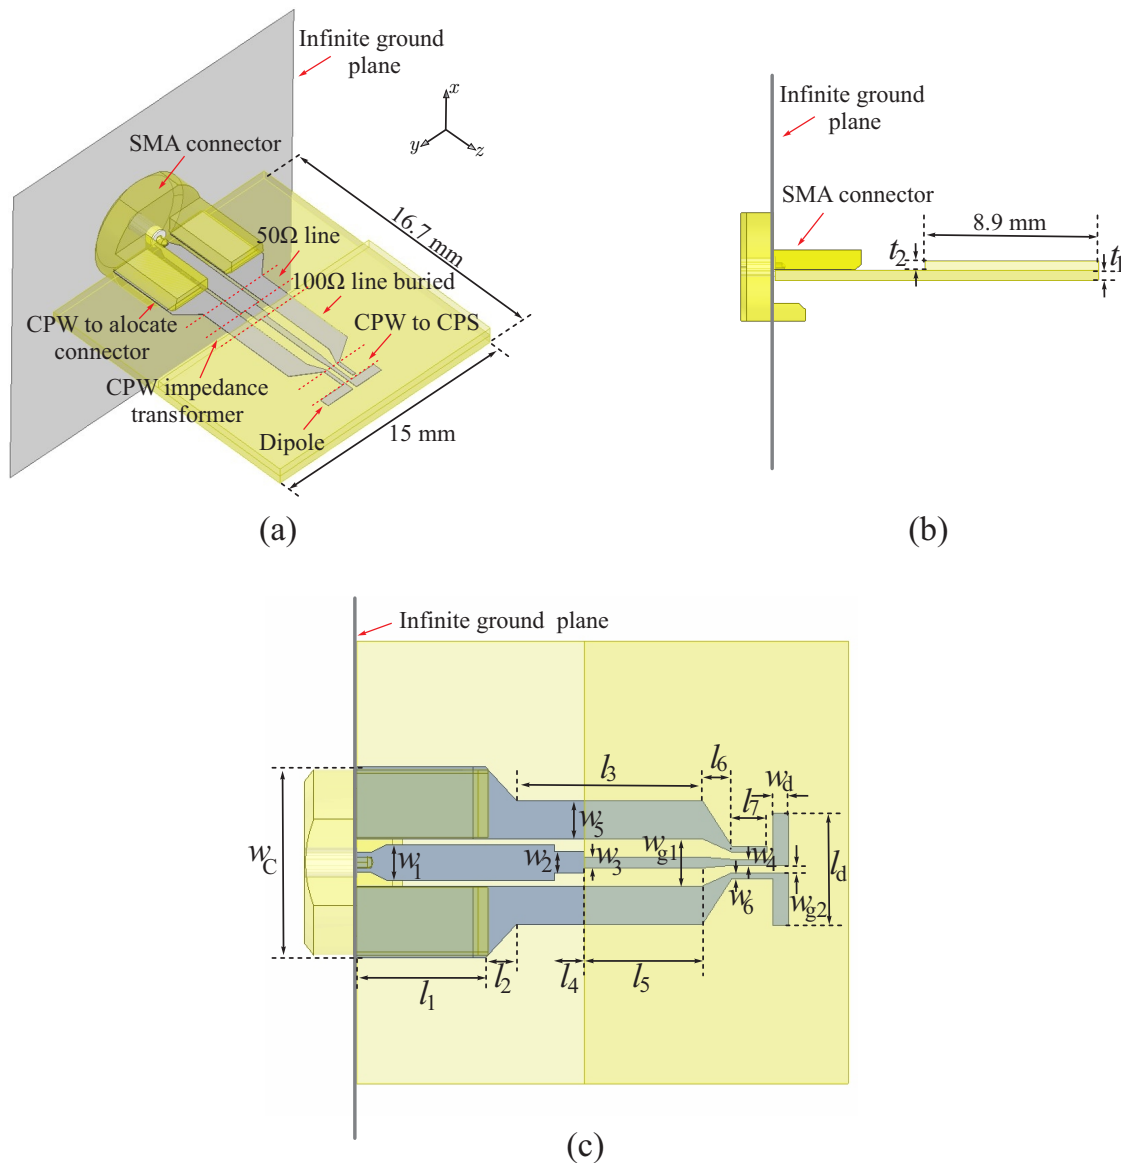 Infinite ground
plane
SMA connector
x
y
z
16.7 mm
50Ω line
100Ω line buried
CPW to CPS
CPW to alocate
connector
CPW impedance
transformer
Dipole
15 mm
(a)
Infinite ground
plane
SMA connector
8.9 mm
t2
t1
(b)
Infinite ground plane
l3
l6
wd
l7
w5
wC
w1
w2
w3
wg1
w4
ld
w6
wg2
l1
l2
l4
l5
(c)